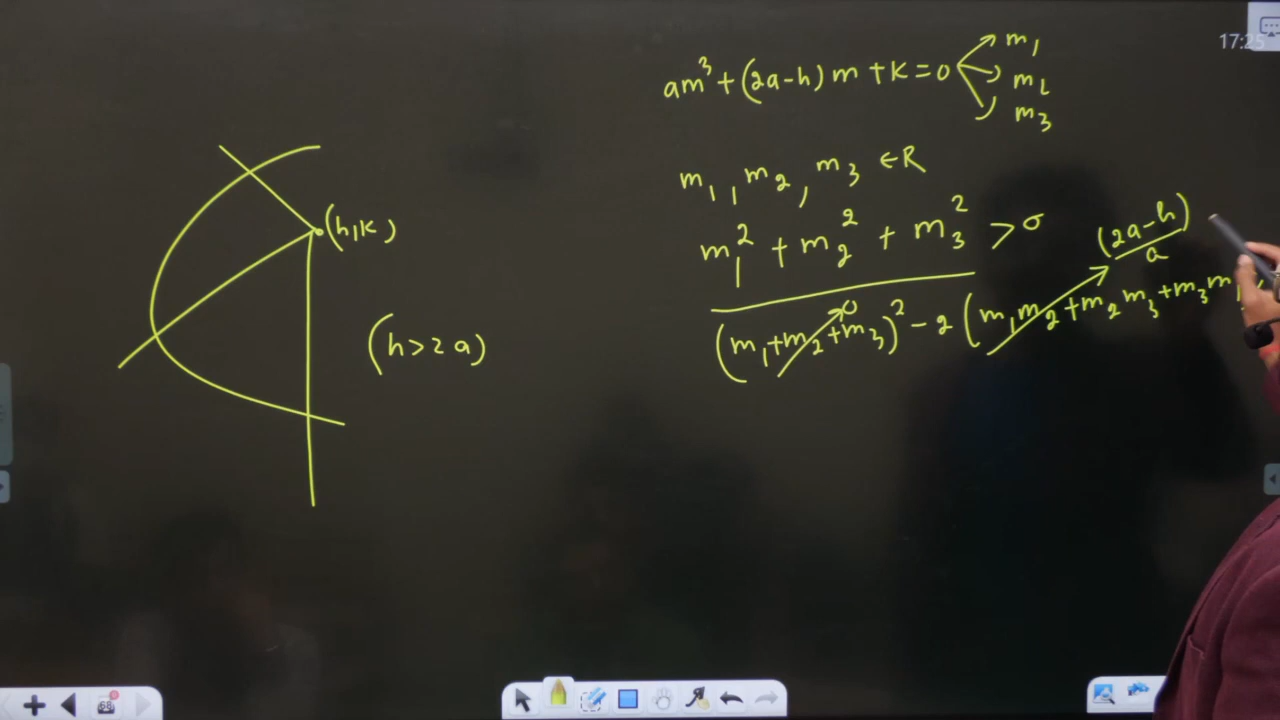 17:25
am³ + (2a-h) m + K = 0
m₁
m₂
m₃
m₁, m₂, m₃ ∈ R
m₁² + m₂² + m₃² > 0
(2a-h)
a
0
(m₁+m₂+m₃)² - 2 (m₁m₂+m₂m₃+m₃m₁
(h,k)
(h>2a)
68